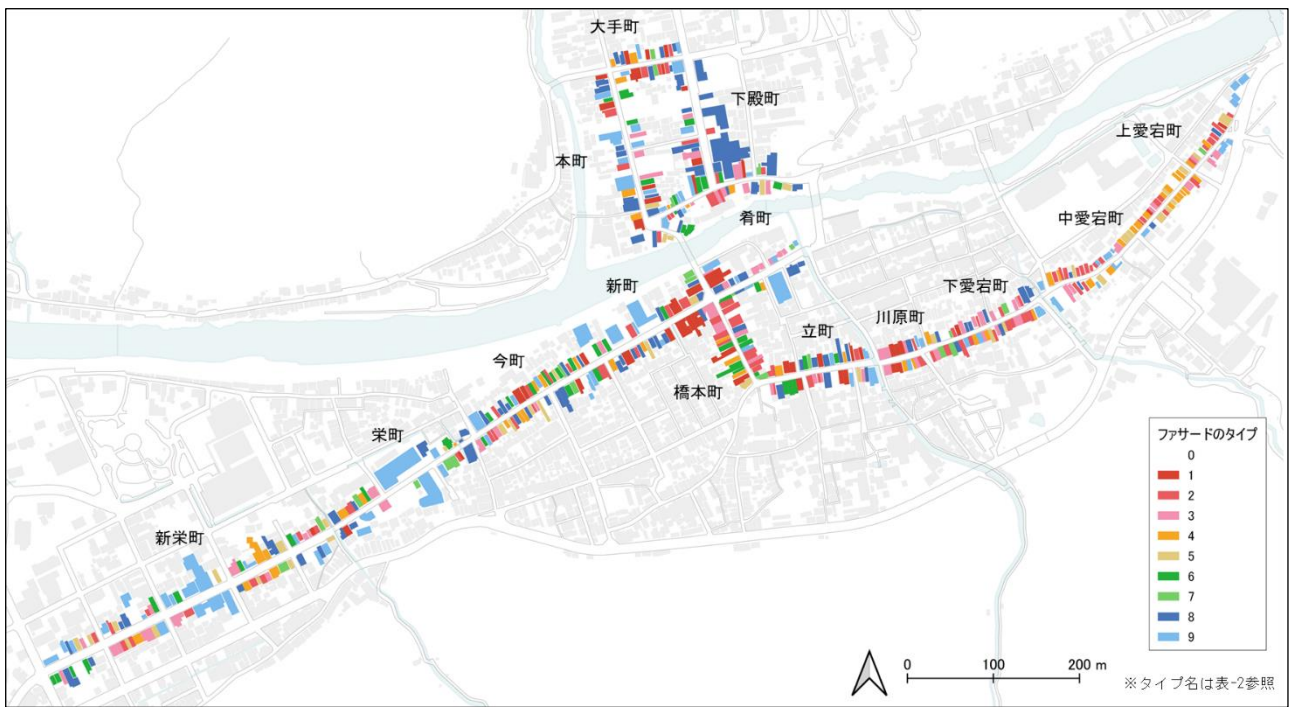 大手町
下殿町
上愛宕町
本町
中愛宕町
肴町
新町
下愛宕町
川原町
立町
今町
橋本町
栄町
新栄町
ファサードのタイプ
0
1
2
3
4
5
6
7
8
9
0 100 200 m
※タイプ名は表-2参照